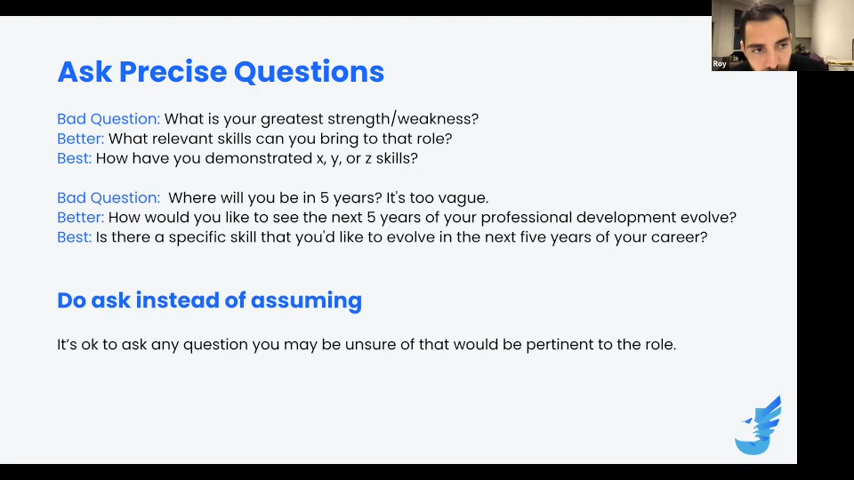 Roy
Ask Precise Questions
Bad Question: What is your greatest strength/weakness?
Better: What relevant skills can you bring to that role?
Best: How have you demonstrated x, y, or z skills?
Bad Question: Where will you be in 5 years? It's too vague.
Better: How would you like to see the next 5 years of your professional development evolve?
Best: Is there a specific skill that you'd like to evolve in the next five years of your career?
Do ask instead of assuming
It's ok to ask any question you may be unsure of that would be pertinent to the role.